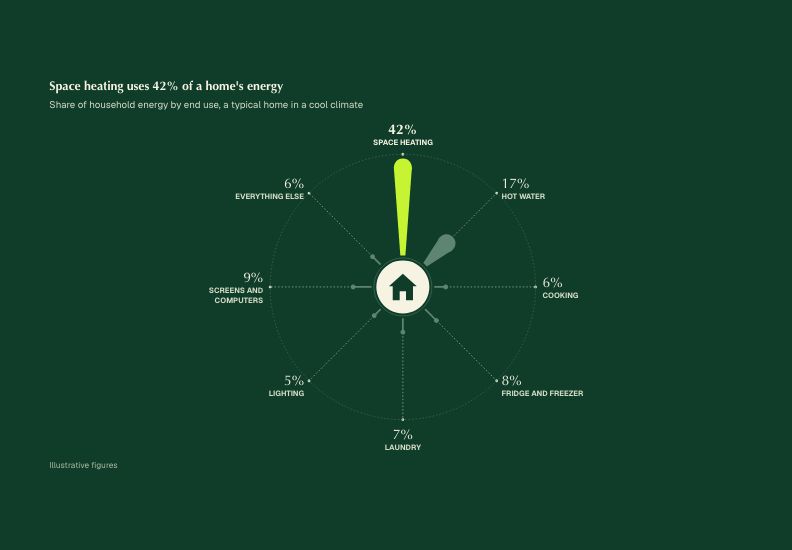 Space heating uses 42% of a home's energy
Share of household energy by end use, a typical home in a cool climate
42%
SPACE HEATING
17%
HOT WATER
6%
COOKING
8%
FRIDGE AND FREEZER
7%
LAUNDRY
5%
LIGHTING
9%
SCREENS AND
COMPUTERS
6%
EVERYTHING ELSE
Illustrative figures